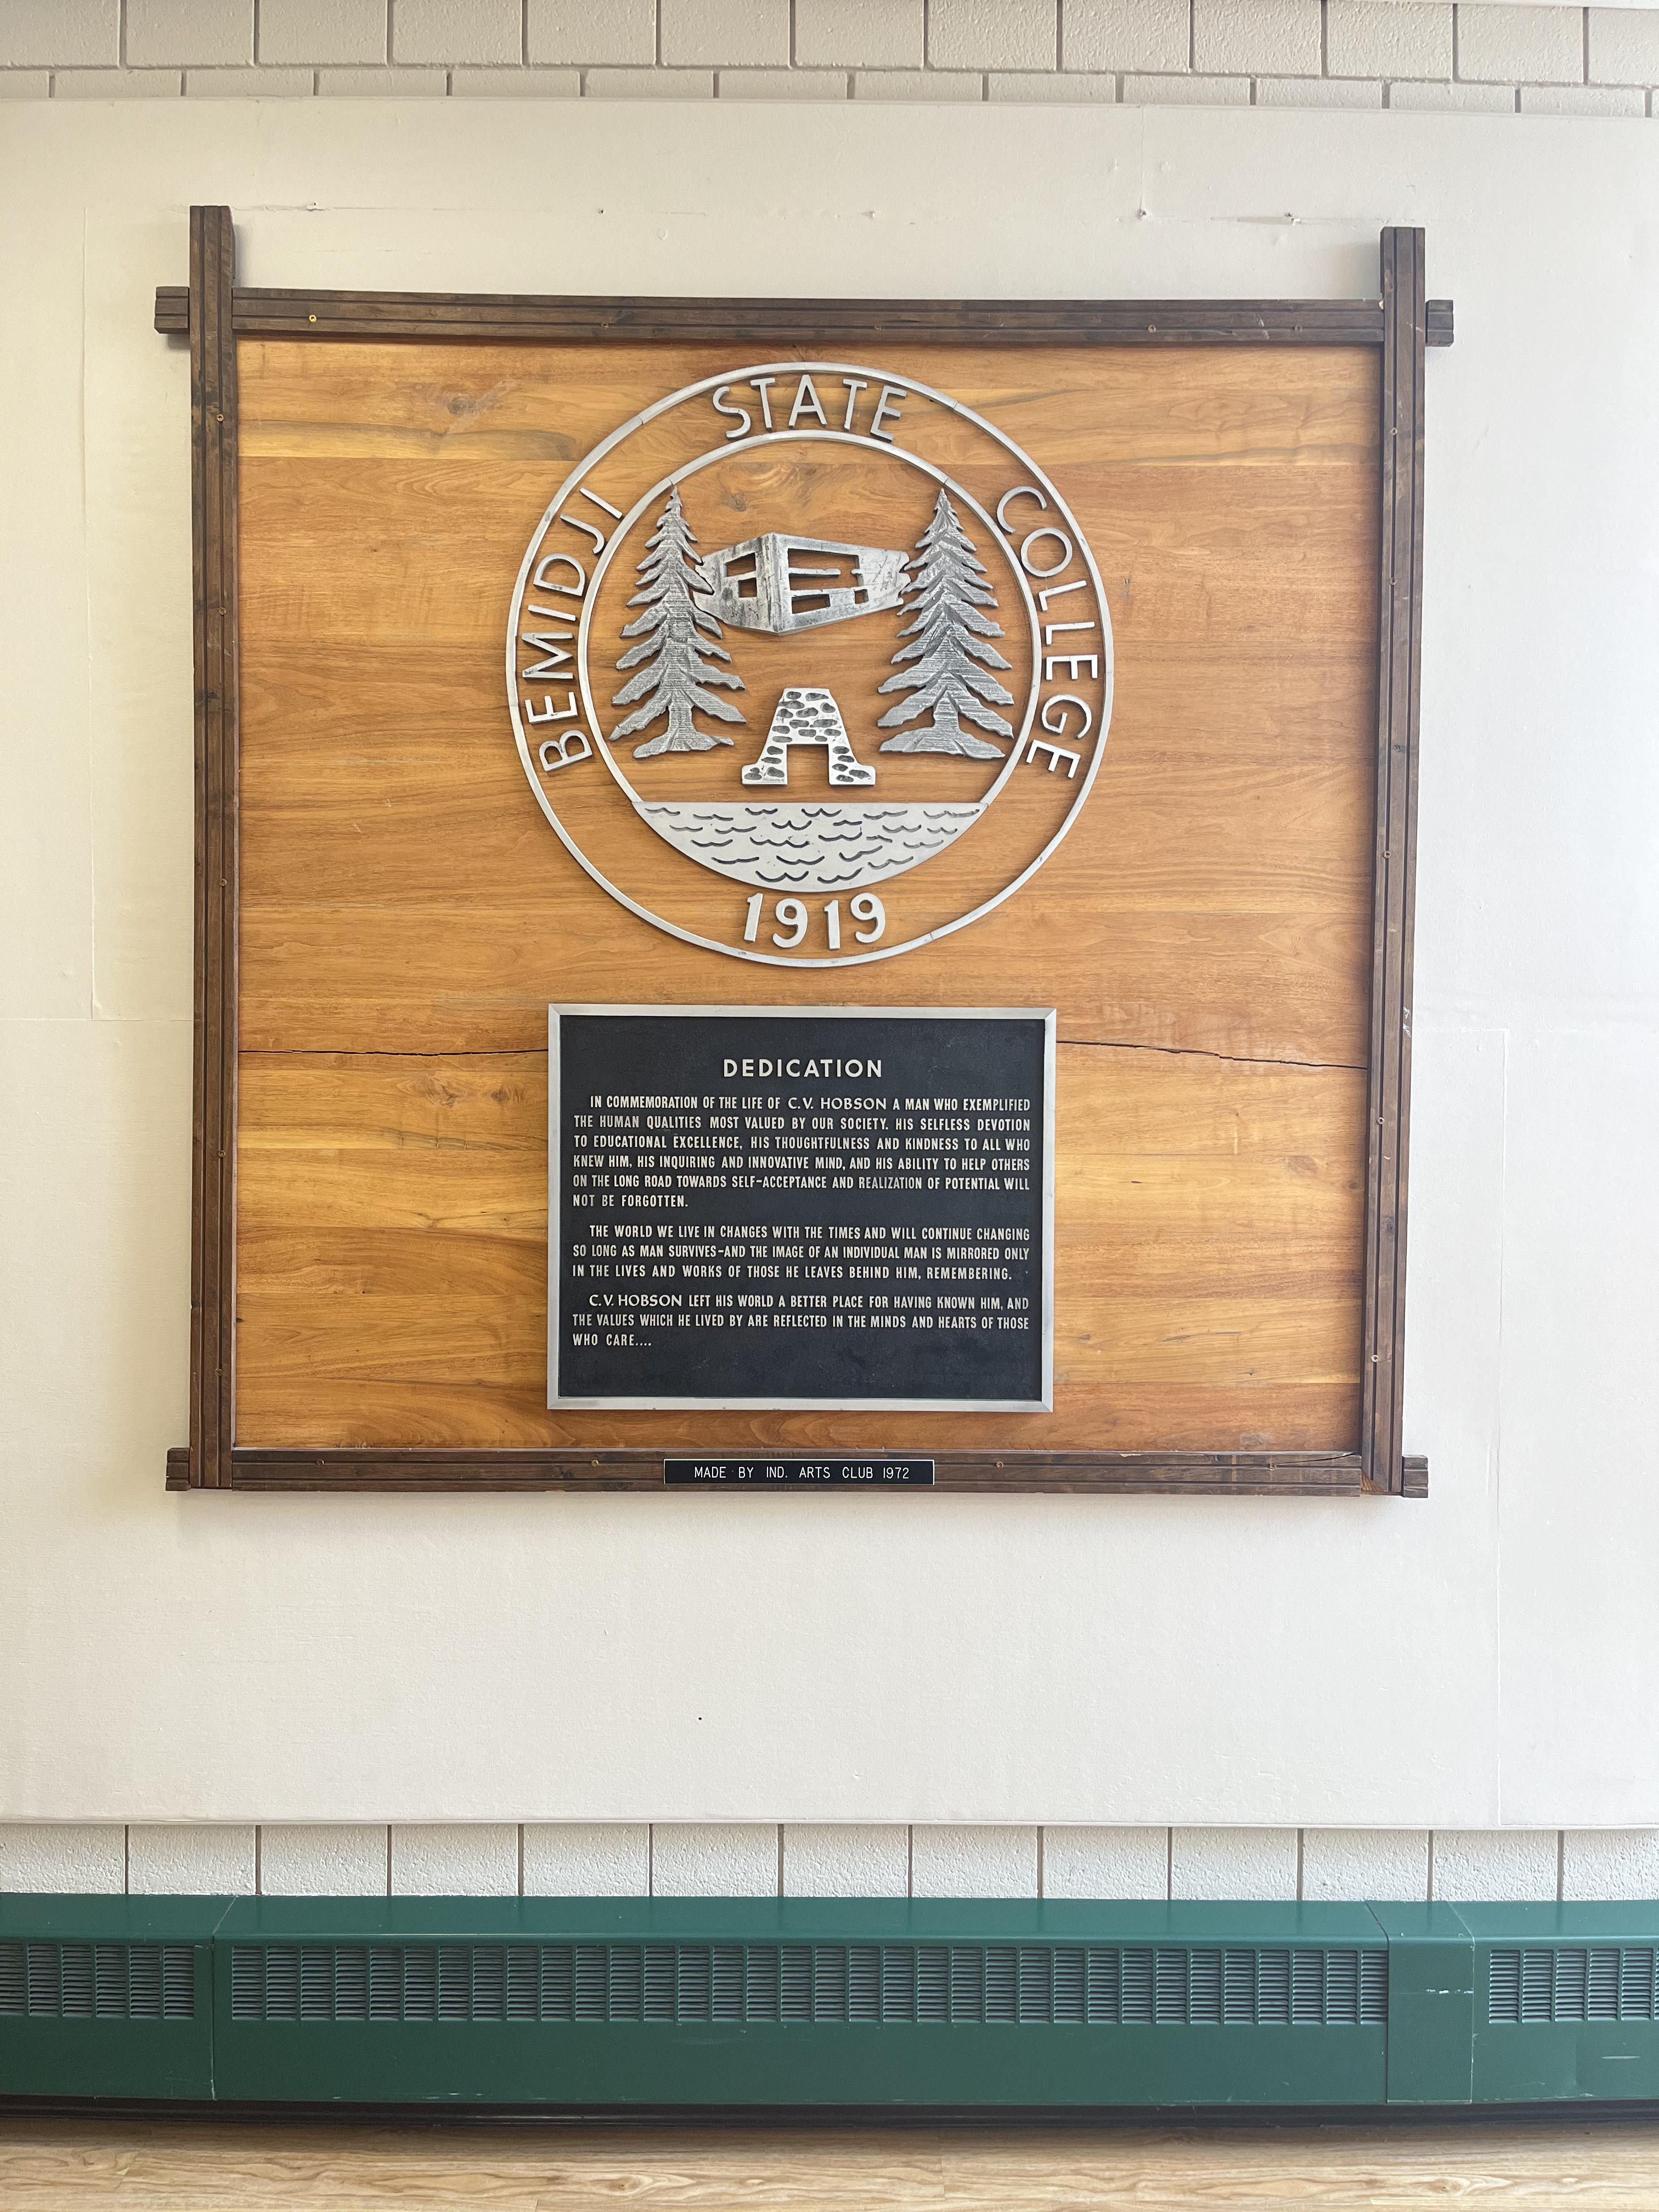 BEMIDJI STATE COLLEGE
1919
DEDICATION
IN COMMEMORATION OF THE LIFE OF C.V. HOBSON A MAN WHO EXEMPLIFIED
THE HUMAN QUALITIES MOST VALUED BY OUR SOCIETY. HIS SELFLESS DEVOTION
TO EDUCATIONAL EXCELLENCE, HIS THOUGHTFULNESS AND KINDNESS TO ALL WHO
KNEW HIM, HIS INQUIRING AND INNOVATIVE MIND, AND HIS ABILITY TO HELP OTHERS
ON THE LONG ROAD TOWARDS SELF-ACCEPTANCE AND REALIZATION OF POTENTIAL WILL
NOT BE FORGOTTEN.
THE WORLD WE LIVE IN CHANGES WITH THE TIMES AND WILL CONTINUE CHANGING
SO LONG AS MAN SURVIVES-AND THE IMAGE OF AN INDIVIDUAL MAN IS MIRRORED ONLY
IN THE LIVES AND WORKS OF THOSE HE LEAVES BEHIND HIM, REMEMBERING.
C.V. HOBSON LEFT HIS WORLD A BETTER PLACE FOR HAVING KNOWN HIM, AND
THE VALUES WHICH HE LIVED BY ARE REFLECTED IN THE MINDS AND HEARTS OF THOSE
WHO CARE....
MADE BY IND. ARTS CLUB 1972